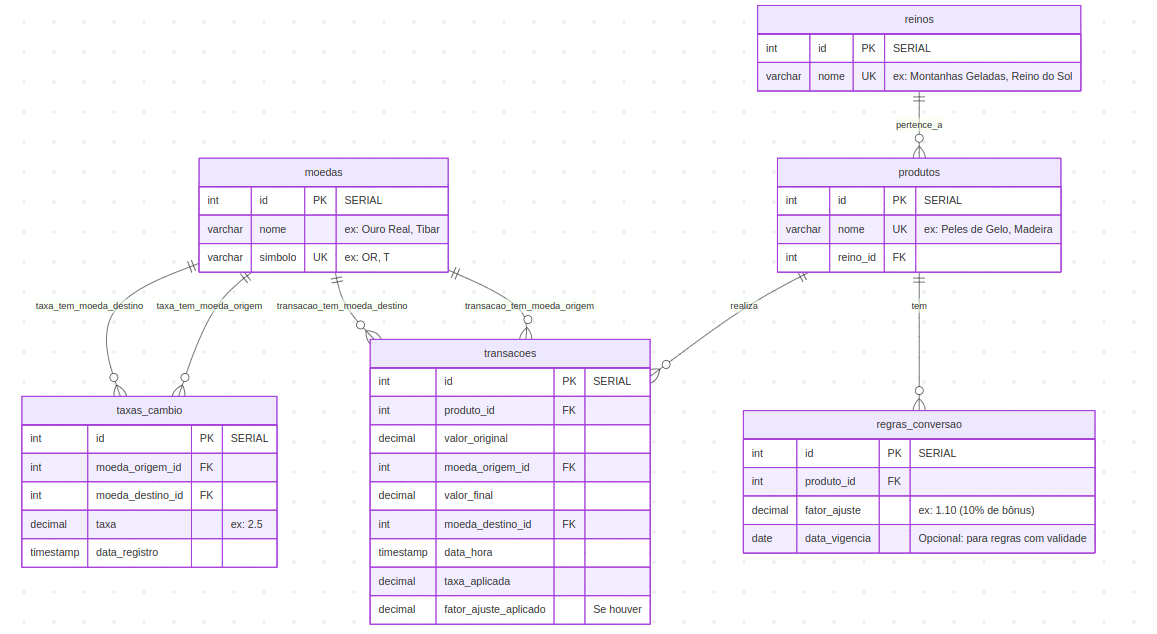 reinos
int id PK SERIAL
varchar nome UK ex: Montanhas Geladas, Reino do Sol
pertence_a
moedas
int id PK SERIAL
varchar nome ex: Ouro Real, Tibar
varchar simbolo UK ex: OR, T
produtos
int id PK SERIAL
varchar nome UK ex: Peles de Gelo, Madeira
int reino_id FK
taxa_tem_moeda_destino
taxa_tem_moeda_origem
transacao_tem_moeda_destino
transacao_tem_moeda_origem
realiza
tem
transacoes
int id PK SERIAL
int produto_id FK
decimal valor_original
int moeda_origem_id FK
decimal valor_final
int moeda_destino_id FK
timestamp data_hora
decimal taxa_aplicada
decimal fator_ajuste_aplicado Se houver
taxas_cambio
int id PK SERIAL
int moeda_origem_id FK
int moeda_destino_id FK
decimal taxa ex: 2.5
timestamp data_registro
regras_conversao
int id PK SERIAL
int produto_id FK
decimal fator_ajuste ex: 1.10 (10% de bônus)
date data_vigencia Opcional: para regras com validade